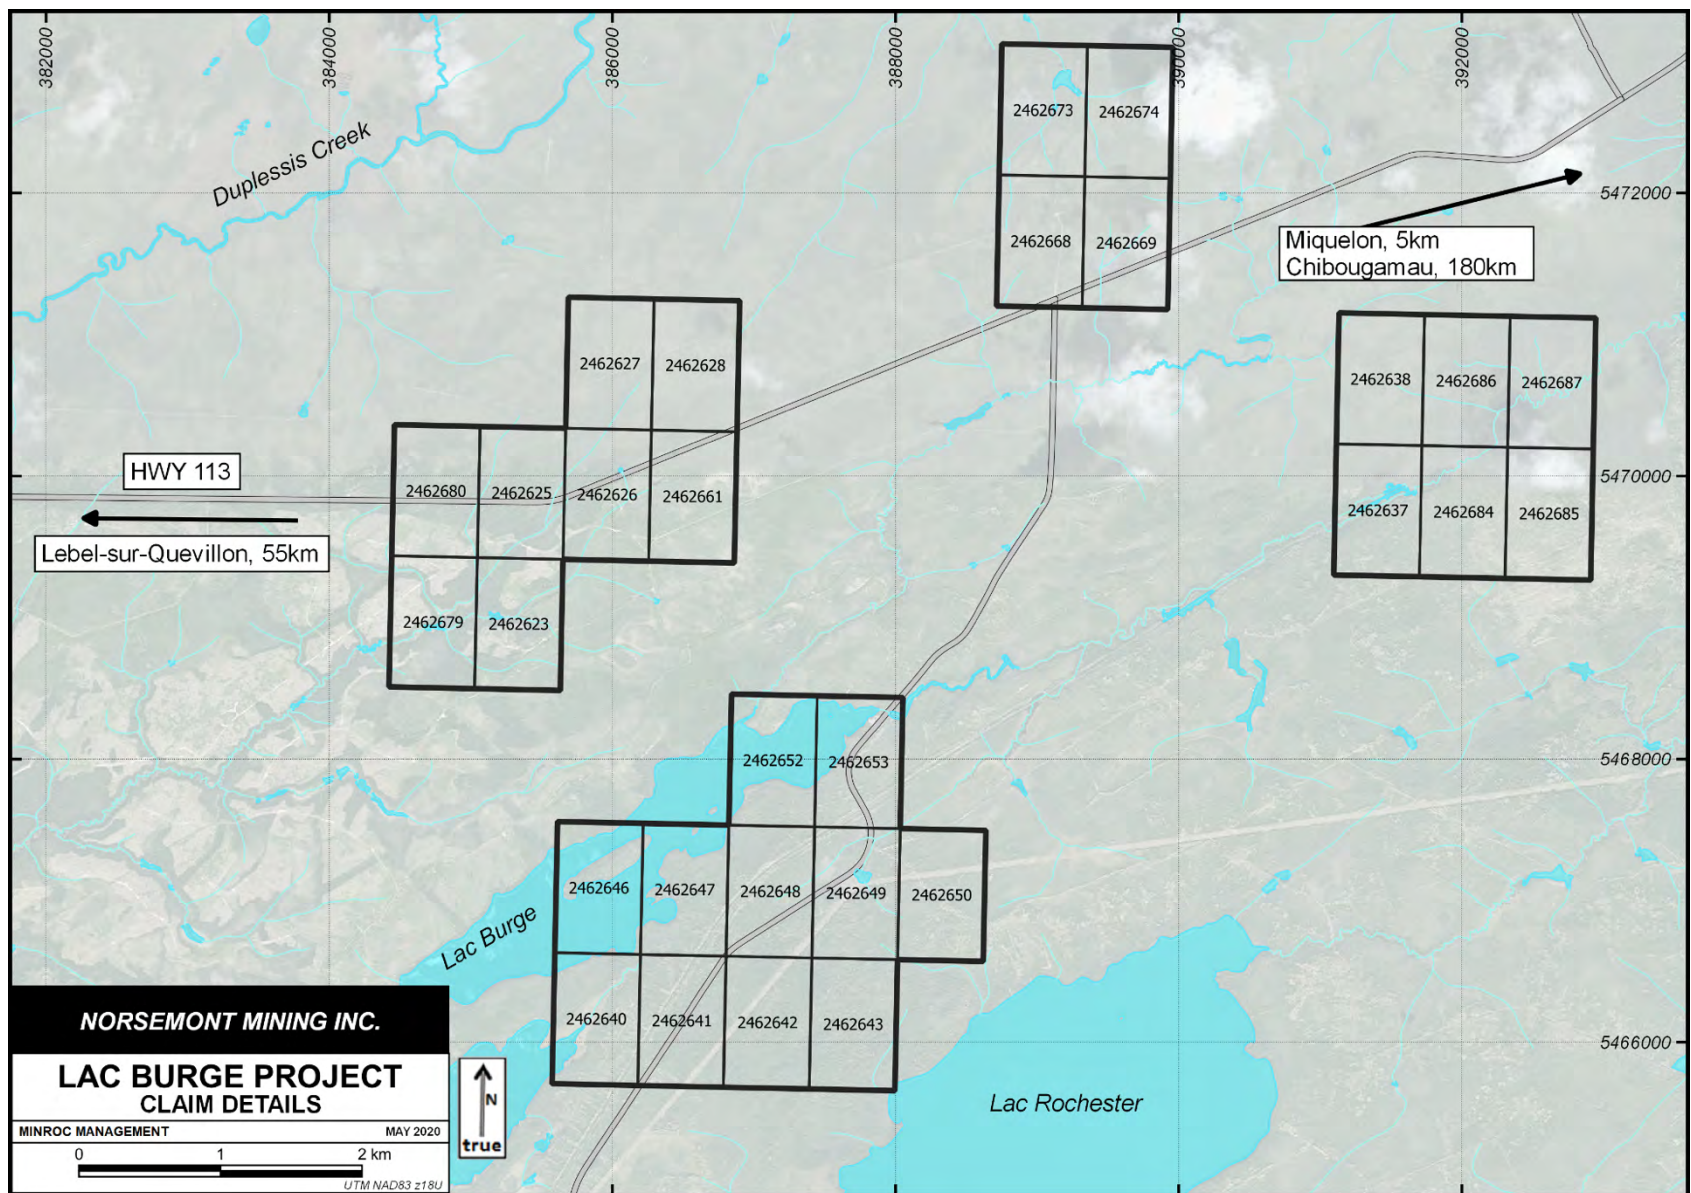 382000
384000
386000
388000
390000
392000
Duplessis Creek
2462673
2462674
5472000
2462668
2462669
Miquelon, 5km
Chibougamau, 180km
2462627
2462628
2462638
2462686
2462687
HWY 113
5470000
2462680
2462625
2462626
2462661
2462637
2462684
2462685
Lebel-sur-Quevillon, 55km
2462679
2462623
2462652
2462653
5468000
2462646
2462647
2462648
2462649
2462650
Lac Burge
2462640
2462641
2462642
2462643
5466000
Lac Rochester
NORSEMONT MINING INC.
LAC BURGE PROJECT
CLAIM DETAILS
MINROC MANAGEMENT MAY 2020
0 1 2 km
UTM NAD83 z18U
N
true